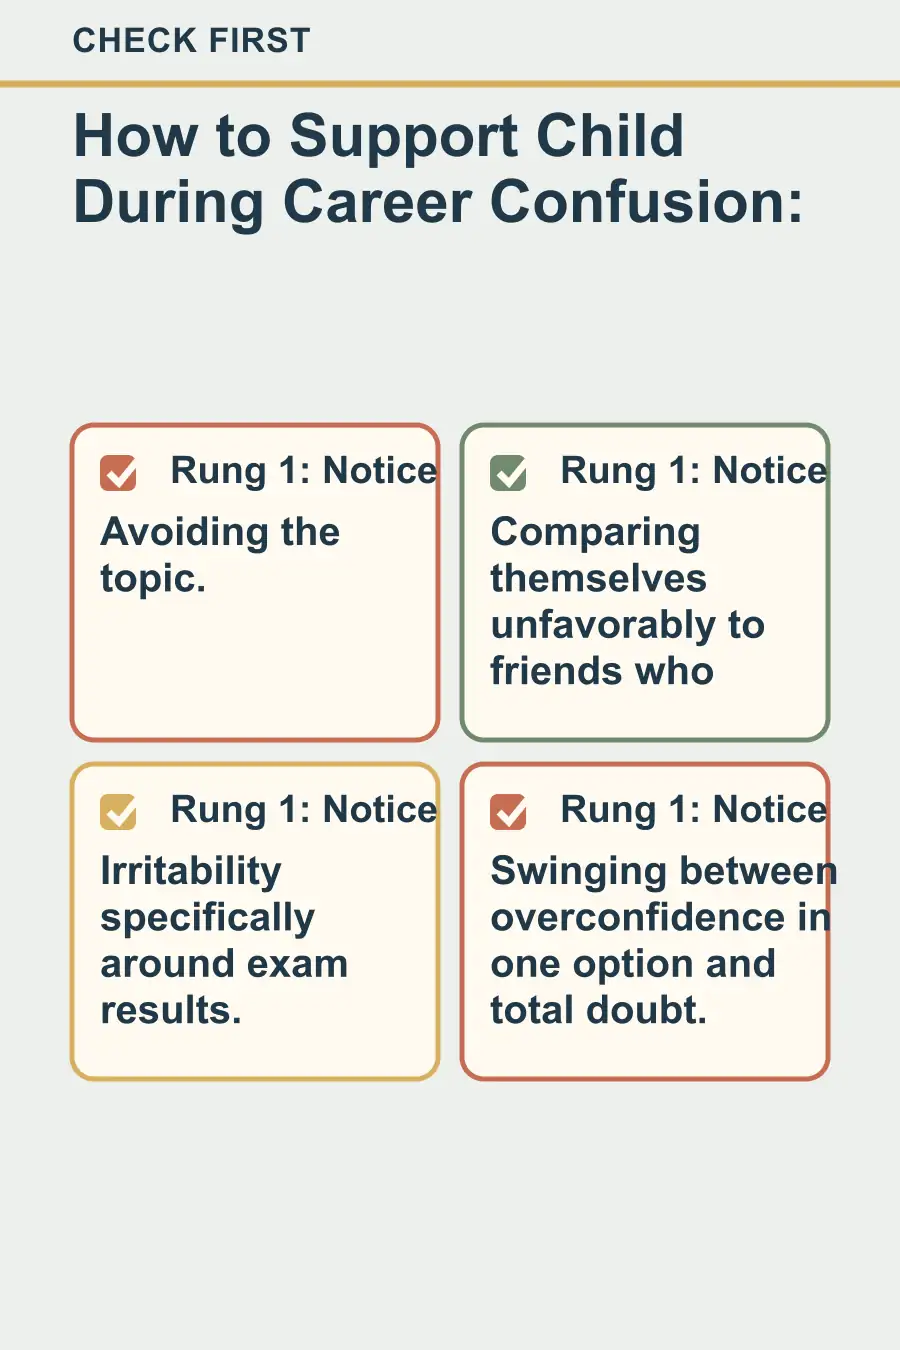 CHECK FIRST
How to Support Child
During Career Confusion:
Rung 1: Notice
Avoiding the
topic.
Rung 1: Notice
Comparing
themselves
unfavorably to
friends who
Rung 1: Notice
Irritability
specifically
around exam
results.
Rung 1: Notice
Swinging between
overconfidence in
one option and
total doubt.